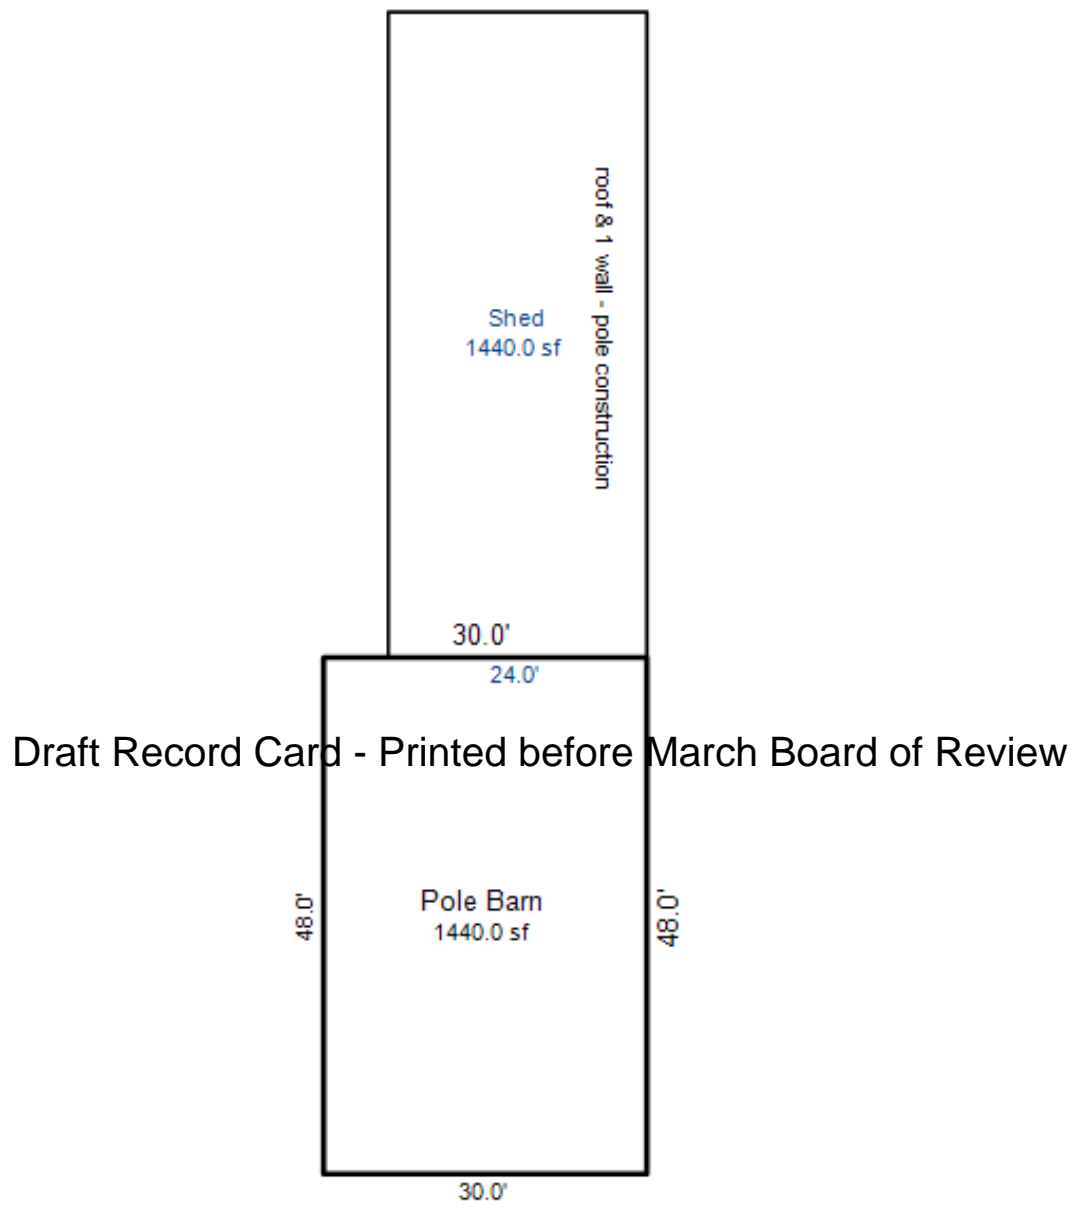 roof & 1 wall - pole construction
Shed
1440.0 sf
30.0'
24.0'
Draft Record Card - Printed before March Board of Review
48.0'
Pole Barn
1440.0 sf
48.0'
30.0'